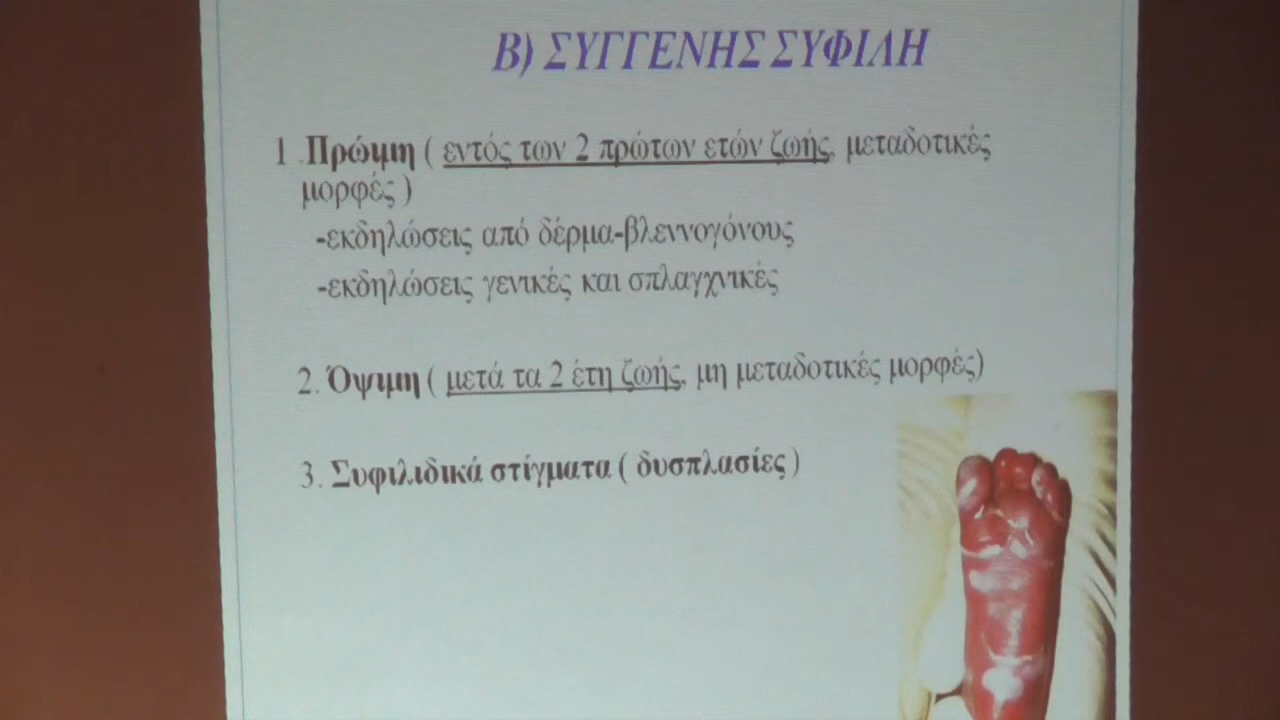 Β) ΣΥΓΓΕΝΗΣ ΣΥΦΙΛΗ
1 .Πρώιμη ( εντός των 2 πρώτων ετών ζωής, μεταδοτικές
μορφές )
-εκδηλώσεις από δέρμα-βλεννογόνους
-εκδηλώσεις γενικές και σπλαγχνικές
2. Όψιμη ( μετά τα 2 έτη ζωής, μη μεταδοτικές μορφές)
3. Συφιλιδικά στίγματα ( δυσπλασίες )